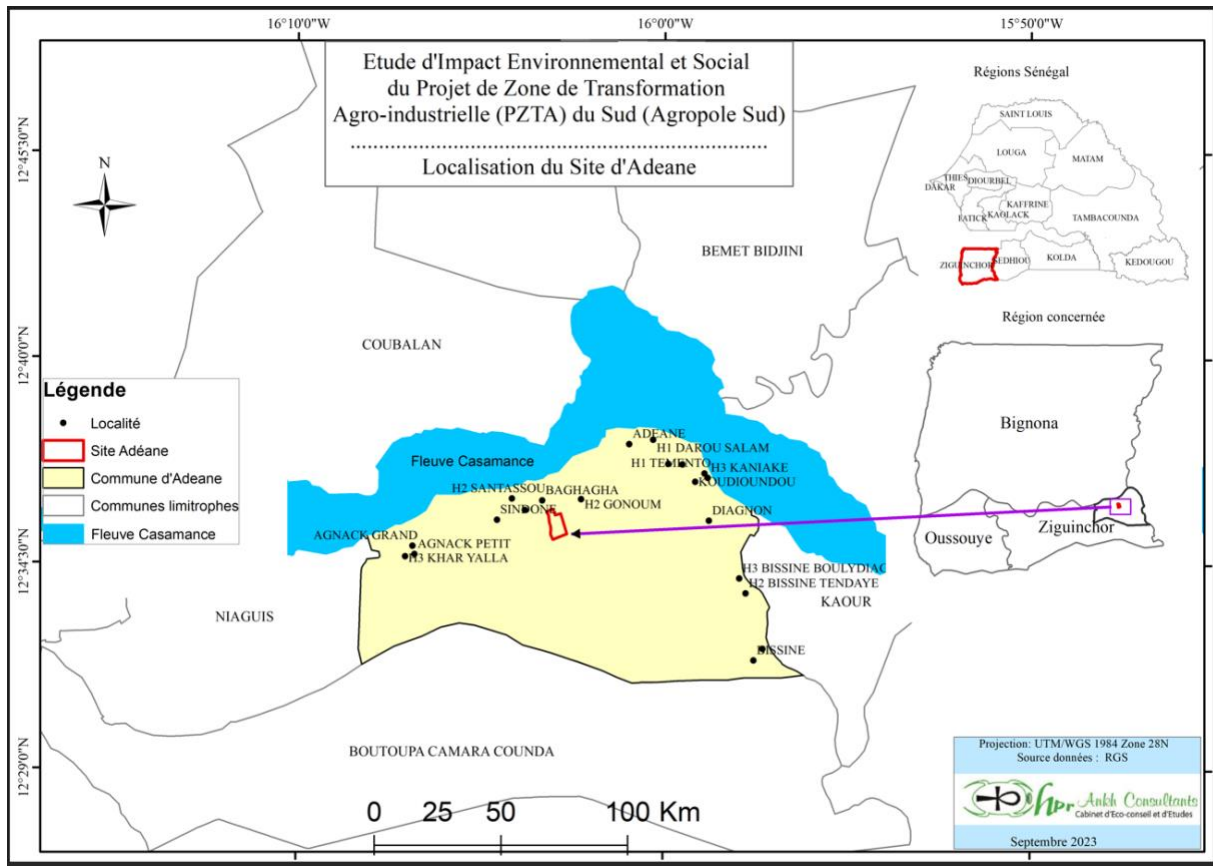 16°10'0"W
16°0'0"W
15°50'0"W
Etude d'Impact Environnemental et Social
du Projet de Zone de Transformation
Agro-industrielle (PZTA) du Sud (Agropole Sud)
Localisation du Site d'Adeane
Régions Sénégal
SAINT LOUIS
LOUGA
MATAM
THIES
DIOURBEL
DAKAR
KAFFRINE
FATICK
KAOLACK
TAMBACOUNDA
ZIGUINCHOR
SEDHIOU
KOLDA
KEDOUGOU
Région concernée
Bignona
Oussouye
Ziguinchor
N
12°45'30"N
12°40'0"N
12°34'30"N
12°29'0"N
BEMET BIDJINI
COUBALAN
Légende
Localité
Site Adéane
Commune d'Adeane
Communes limitrophes
Fleuve Casamance
Fleuve Casamance
ADEANE
H1 DAROU SALAM
H1 TEMENTO
H3 KANIAKE
KOUDIOUNDOU
H2 SANTASSOU
BAGHAGHA
H2 GONOUM
SINDONE
DIAGNON
AGNACK GRAND
AGNACK PETIT
H3 KHAR YALLA
H3 BISSINE BOULYDIAG
H2 BISSINE TENDAYE
KAOUR
NIAGUIS
BISSINE
BOUTOUPA CAMARA COUNDA
0 25 50 100 Km
Projection: UTM/WGS 1984 Zone 28N
Source données : RGS
hpr Ankh Consultants
Cabinet d'Eco-conseil et d'Etudes
Septembre 2023